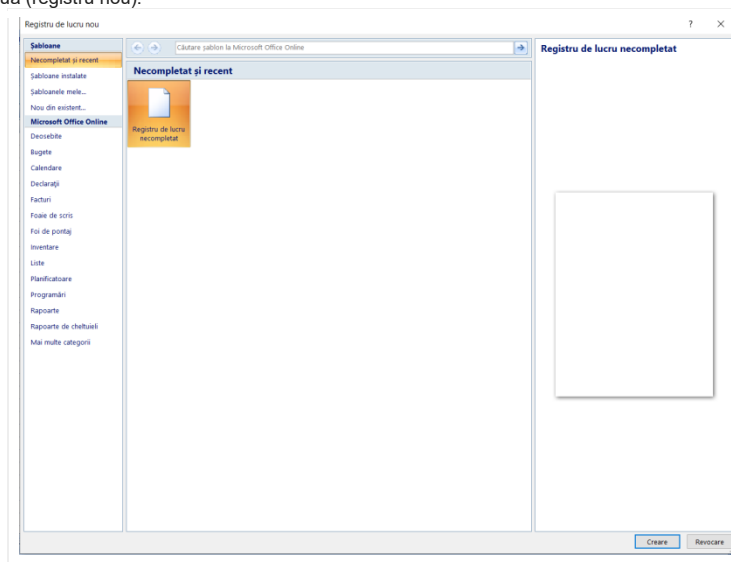 (registru nou).
Registru de lucru nou
? ×
Șabloane
Necompletat și recent
Șabloane instalate
Șabloanele mele...
Nou din existent...
Microsoft Office Online
Deosebite
Bugete
Calendare
Declarații
Facturi
Foaie de scris
Foi de pontaj
Inventare
Liste
Planificatoare
Programări
Rapoarte
Rapoarte de cheltuieli
Mai multe categorii
Căutare șablon la Microsoft Office Online
Necompletat și recent
Registru de lucru
necompletat
Registru de lucru necompletat
Creare
Revocare